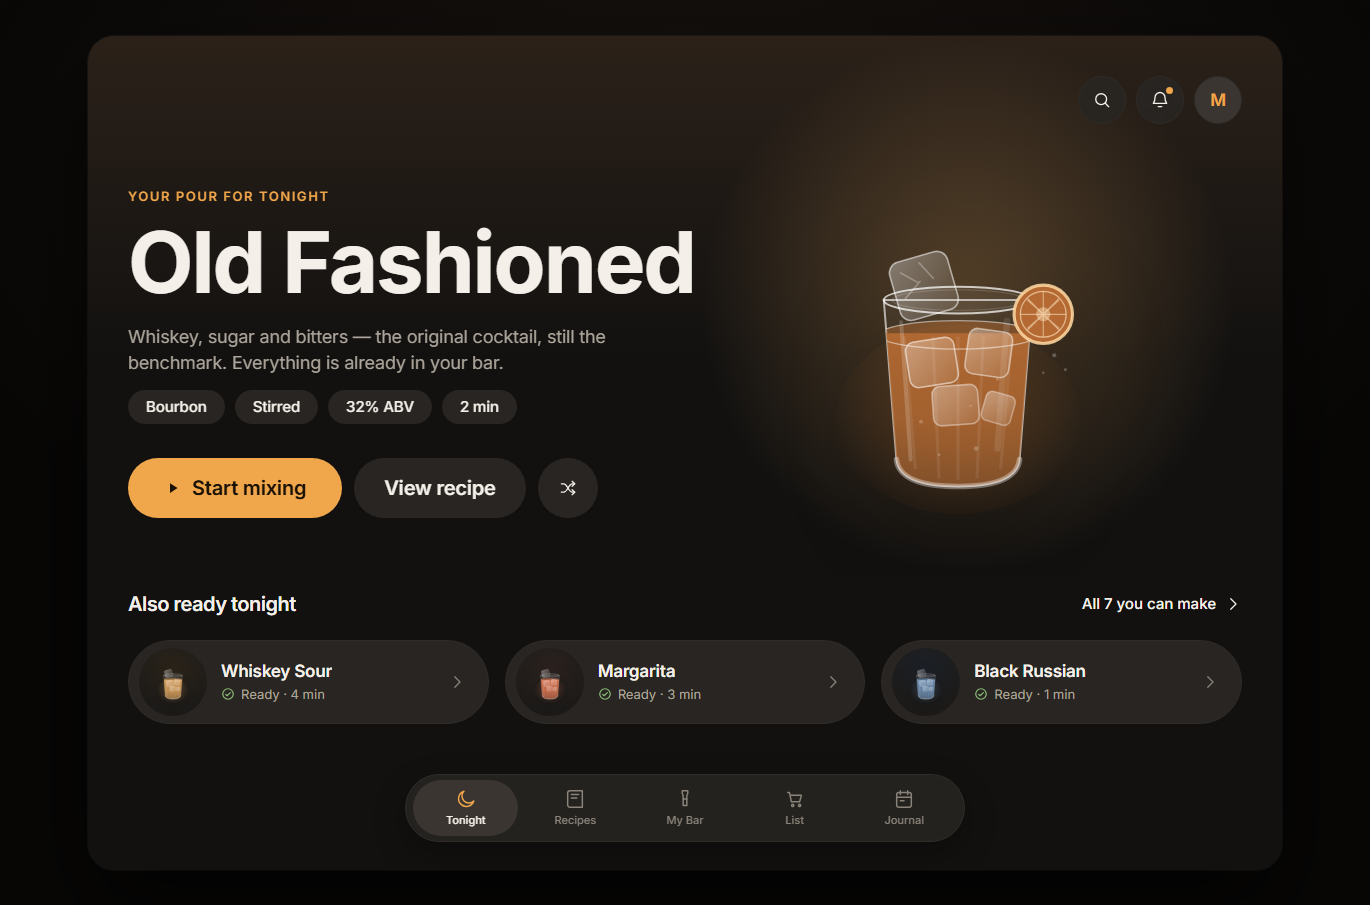 M
YOUR POUR FOR TONIGHT
Old Fashioned
Whiskey, sugar and bitters — the original cocktail, still the
benchmark. Everything is already in your bar.
Bourbon
Stirred
32% ABV
2 min
Start mixing
View recipe
Also ready tonight
All 7 you can make
Whiskey Sour
Ready · 4 min
Margarita
Ready · 3 min
Black Russian
Ready · 1 min
Tonight
Recipes
My Bar
List
Journal